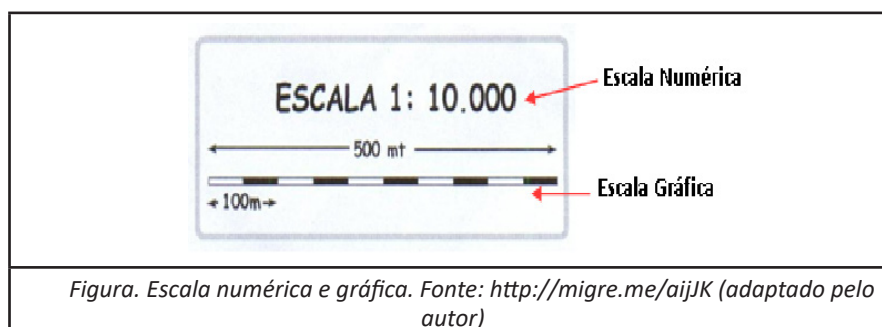 ESCALA 1: 10.000
Escala Numérica
500 mt
100m
Escala Gráfica
Figura. Escala numérica e gráfica. Fonte: http://migre.me/aijJK (adaptado pelo
autor)